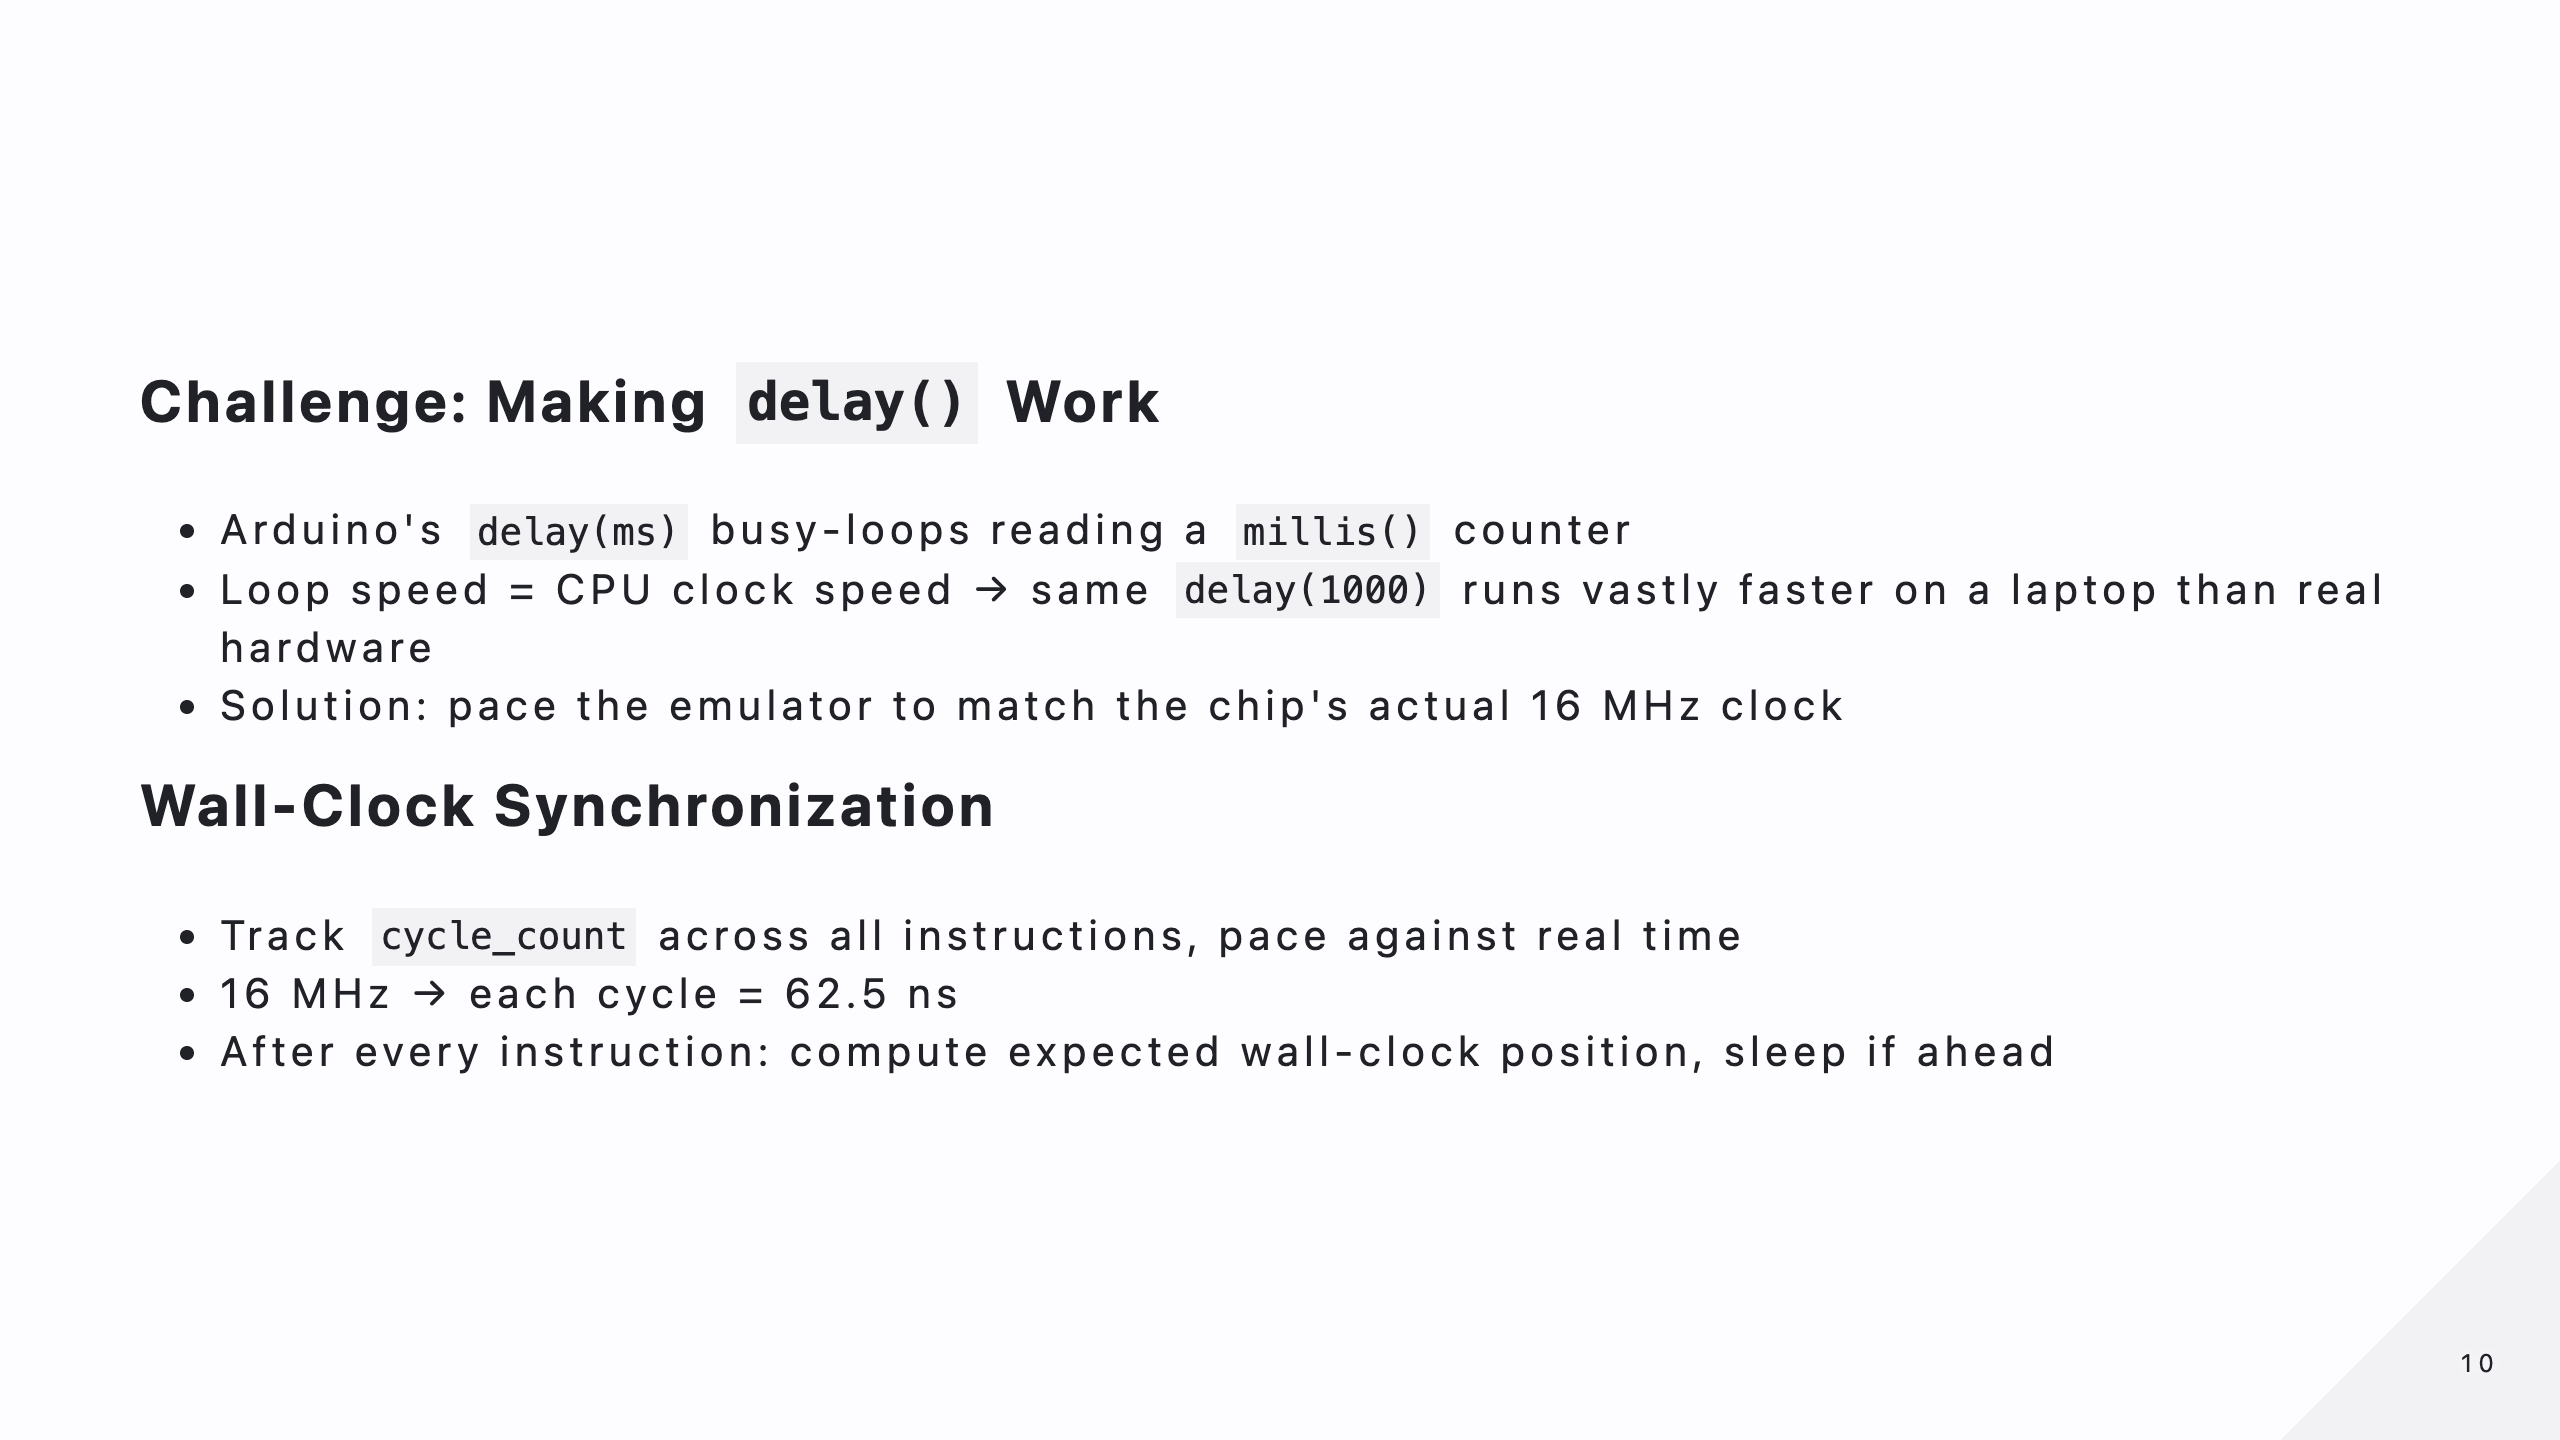 Challenge: Making delay() Work
• Arduino's delay(ms) busy-loops reading a millis() counter
• Loop speed = CPU clock speed → same delay(1000) runs vastly faster on a laptop than real
hardware
• Solution: pace the emulator to match the chip's actual 16 MHz clock
Wall-Clock Synchronization
• Track cycle_count across all instructions, pace against real time
• 16 MHz → each cycle = 62.5 ns
• After every instruction: compute expected wall-clock position, sleep if ahead
10